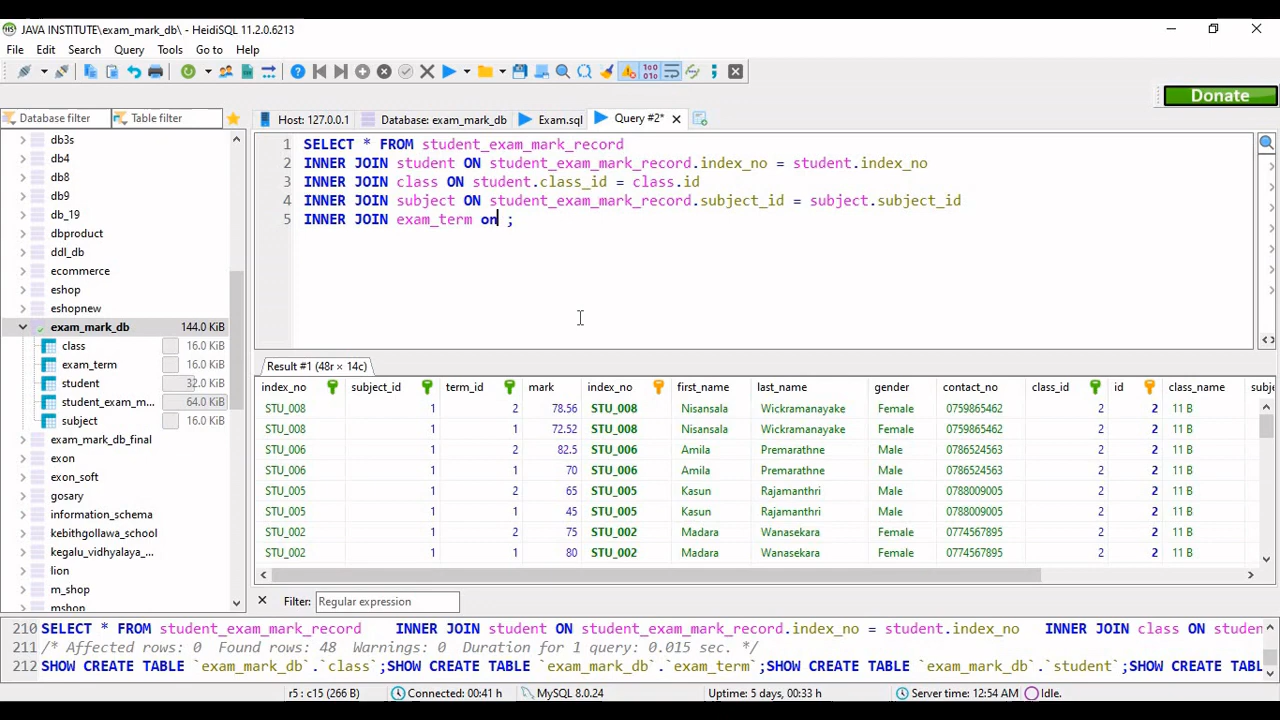 JAVA INSTITUTE\exam_mark_db\ - HeidiSQL 11.2.0.6213
File Edit Search Query Tools Go to Help
Donate
Database filter Table filter Host: 127.0.0.1 Database: exam_mark_db Exam.sql Query #2*
db3s
db4
db8
db9
db_19
dbproduct
ddl_db
ecommerce
eshop
eshopnew
exam_mark_db 144.0 KiB
class 16.0 KiB
exam_term 16.0 KiB
student 32.0 KiB
student_exam_m... 64.0 KiB
subject 16.0 KiB
exam_mark_db_final
exon
exon_soft
gosary
information_schema
kebithgollawa_school
kegalu_vidhyalaya_...
lion
m_shop
mshop
1 SELECT * FROM student_exam_mark_record
2 INNER JOIN student ON student_exam_mark_record.index_no = student.index_no
3 INNER JOIN class ON student.class_id = class.id
4 INNER JOIN subject ON student_exam_mark_record.subject_id = subject.subject_id
5 INNER JOIN exam_term on ;
Result #1 (48r × 14c)
index_no subject_id term_id mark index_no first_name last_name gender contact_no class_id id class_name subje
STU_008 1 2 78.56 STU_008 Nisansala Wickramanayake Female 0759865462 2 2 11 B
STU_008 1 1 72.52 STU_008 Nisansala Wickramanayake Female 0759865462 2 2 11 B
STU_006 1 2 82.5 STU_006 Amila Premarathne Male 0786524563 2 2 11 B
STU_006 1 1 70 STU_006 Amila Premarathne Male 0786524563 2 2 11 B
STU_005 1 2 65 STU_005 Kasun Rajamanthri Male 0788009005 2 2 11 B
STU_005 1 1 45 STU_005 Kasun Rajamanthri Male 0788009005 2 2 11 B
STU_002 1 2 75 STU_002 Madara Wanasekara Female 0774567895 2 2 11 B
STU_002 1 1 80 STU_002 Madara Wanasekara Female 0774567895 2 2 11 B
Filter: Regular expression
210 SELECT * FROM student_exam_mark_record INNER JOIN student ON student_exam_mark_record.index_no = student.index_no INNER JOIN class ON studen
211 /* Affected rows: 0 Found rows: 48 Warnings: 0 Duration for 1 query: 0.015 sec. */
212 SHOW CREATE TABLE `exam_mark_db`.`class`;SHOW CREATE TABLE `exam_mark_db`.`exam_term`;SHOW CREATE TABLE `exam_mark_db`.`student`;SHOW CREATE TABL
r5 : c15 (266 B) Connected: 00:41 h MySQL 8.0.24 Uptime: 5 days, 00:33 h Server time: 12:54 AM Idle.